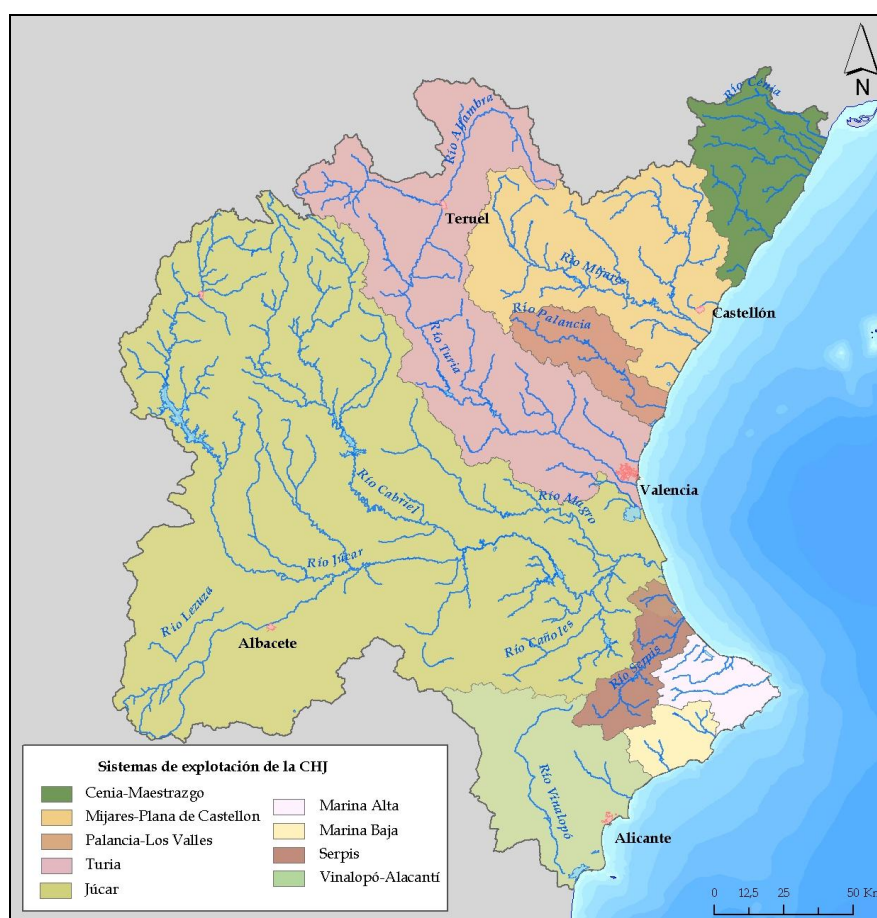 N
Río Cenia
Río Alfambra
Teruel
Río Mijares
Castellón
Río Palancia
Río Turia
Valencia
Río Magro
Río Cabriel
Río Júcar
Río Lezuza
Albacete
Río Cañoles
Río Serpis
Río Vinalopó
Alicante
Sistemas de explotación de la CHJ
Cenia-Maestrazgo
Mijares-Plana de Castellon
Palancia-Los Valles
Turia
Júcar
Marina Alta
Marina Baja
Serpis
Vinalopó-Alacantí
0 12,5 25 50 Km